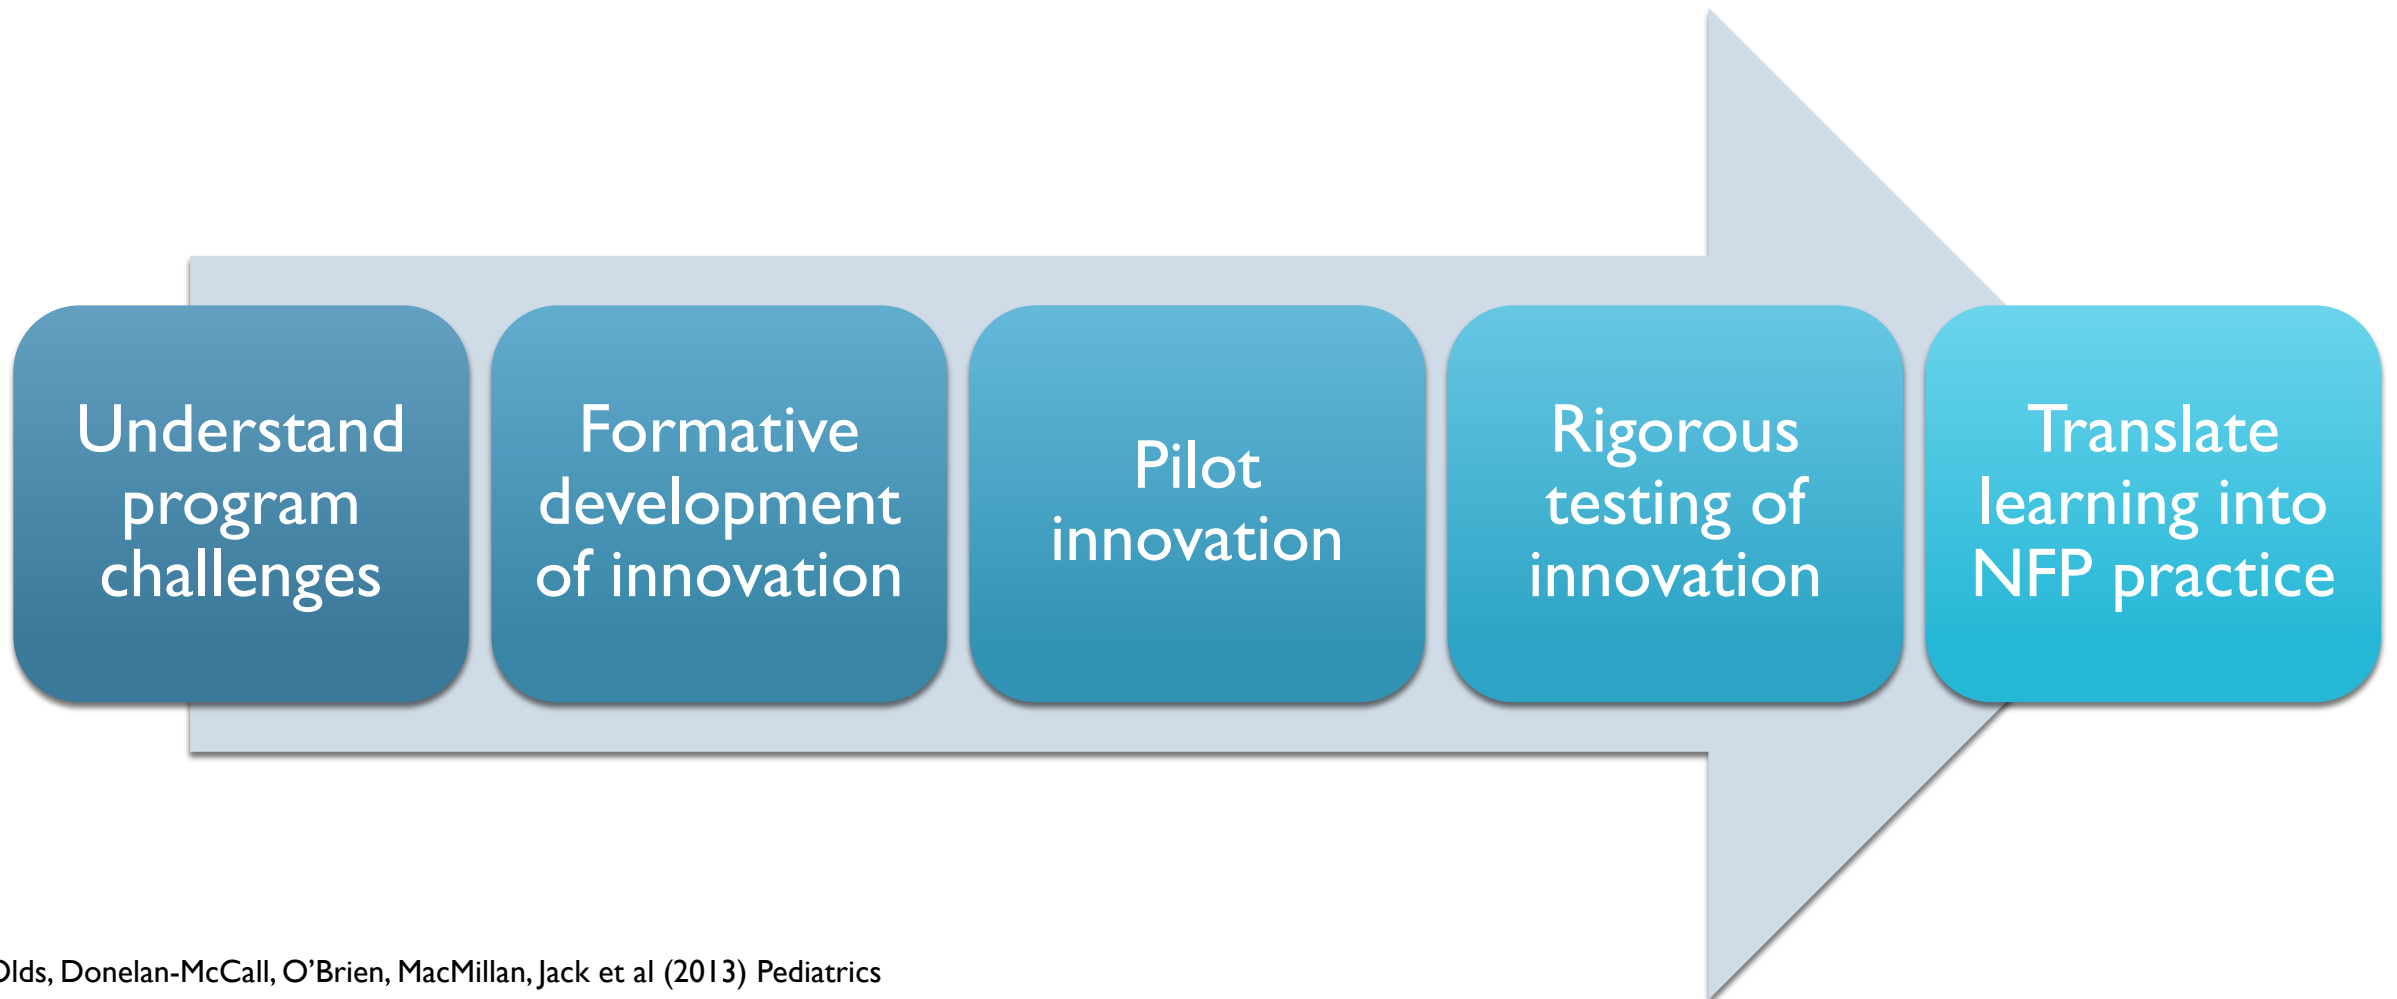 Understand
program
challenges
Formative
development
of innovation
Pilot
innovation
Rigorous
testing of
innovation
Translate
learning into
NFP practice
Olds, Donelan-McCall, O’Brien, MacMillan, Jack et al (2013) Pediatrics